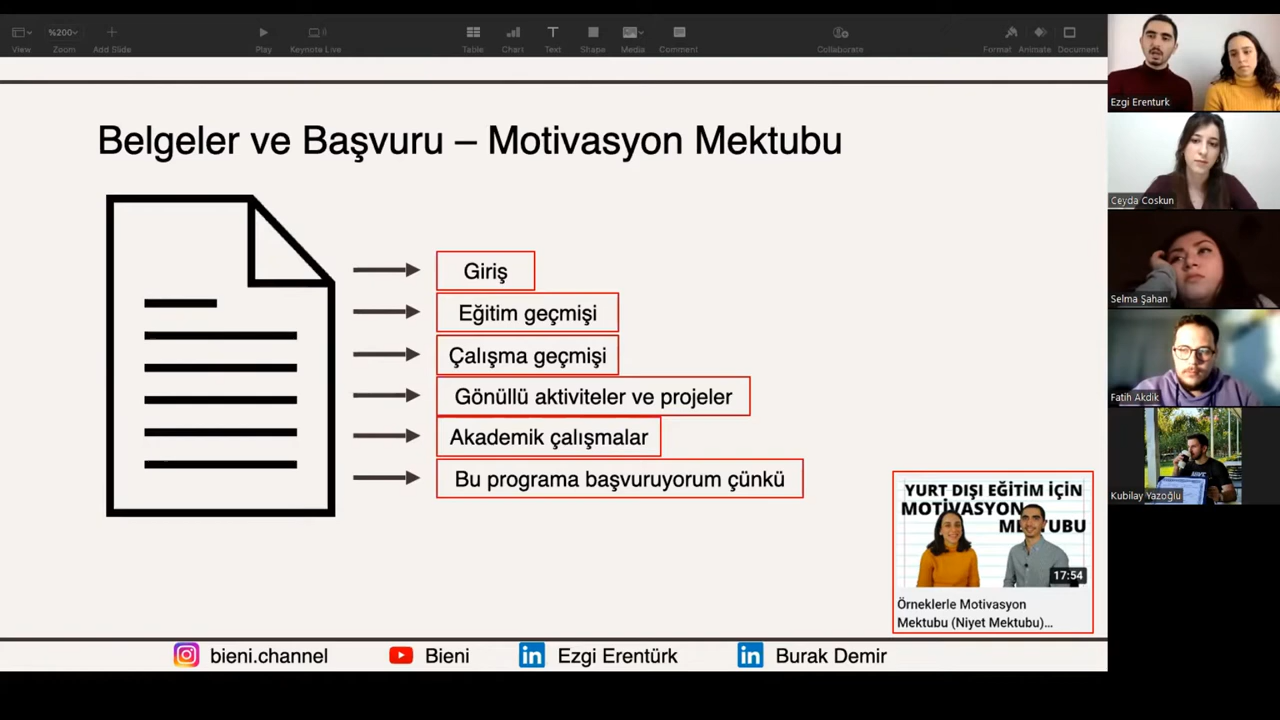 View
%200
Zoom
Add Slide
Play
Keynote Live
Table
Chart
Text
Shape
Media
Comment
Collaborate
Format
Animate
Document
Belgeler ve Başvuru – Motivasyon Mektubu
Giriş
Eğitim geçmişi
Çalışma geçmişi
Gönüllü aktiviteler ve projeler
Akademik çalışmalar
Bu programa başvuruyorum çünkü
YURT DIŞI EĞİTİM İÇİN
MOTİVASYON
17:54
Örneklerle Motivasyon
Mektubu (Niyet Mektubu)...
bieni.channel
Bieni
Ezgi Erentürk
Burak Demir
Ezgi Erenturk
Ceyda Coskun
Selma Şahan
Fatih Akdik
Kubilay Yazoğlu